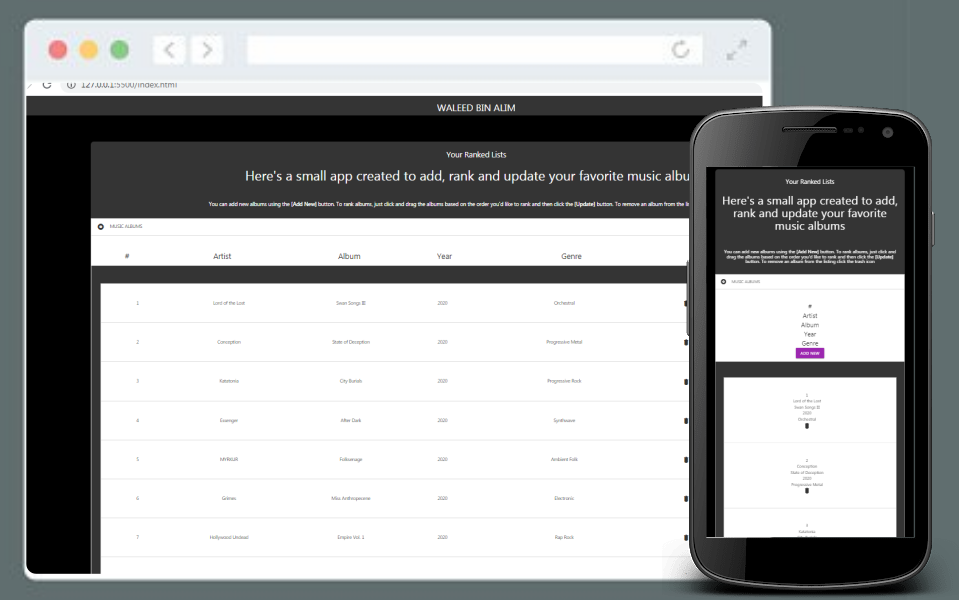 127.0.0.1:5500/index.html
WALEED BIN ALIM
Your Ranked Lists
Here's a small app created to add, rank and update your favorite music albu
You can add new albums using the [Add New] button. To rank albums, just click and drag the albums based on the order you'd like to rank and then click the [Update] button. To remove an album from the li
MUSIC ALBUMS
# Artist Album Year Genre
1 Lord of the Lost Swan Songs III 2020 Orchestral
2 Conception State of Deception 2020 Progressive Metal
3 Katatonia City Burials 2020 Progressive Rock
4 Evanger After Dark 2020 Synthwave
5 MYRKUR Folkesange 2020 Ambient Folk
6 Grimes Miss Anthropocene 2020 Electronic
7 Hollywood Undead Empire Vol. 2020 Rap Rock
Your Ranked Lists
Here's a small app created to add,
rank and update your favorite
music albums
You can add new albums using the [Add New] button. To rank albums, just click and
drag the albums based on the order you'd like to rank and then click the [Update]
button. To remove an album from the listing click the trash icon
MUSIC ALBUMS
#
Artist
Album
Year
Genre
ADD NEW
1
Lord of the Lost
Swan Songs III
2020
Orchestral
2
Conception
State of Deception
2020
Progressive Metal
3
Katatonia